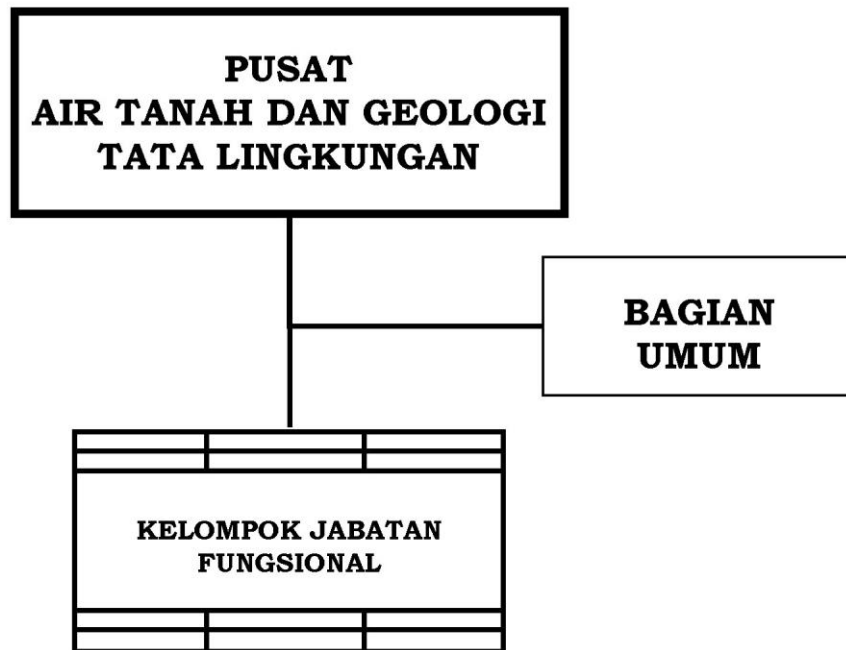 PUSAT
AIR TANAH DAN GEOLOGI
TATA LINGKUNGAN
BAGIAN
UMUM
KELOMPOK JABATAN
FUNGSIONAL